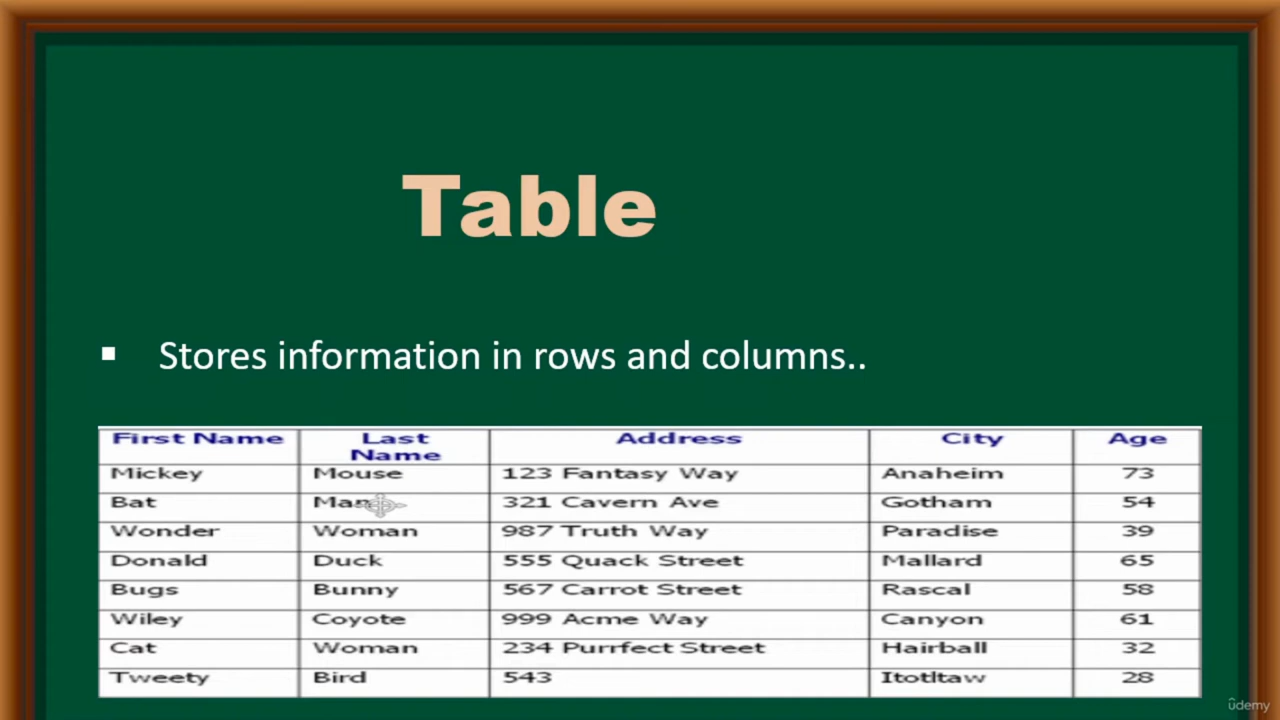 Table
Stores information in rows and columns..
First Name Last Name Address City Age
Mickey Mouse 123 Fantasy Way Anaheim 73
Bat Man 321 Cavern Ave Gotham 54
Wonder Woman 987 Truth Way Paradise 39
Donald Duck 555 Quack Street Mallard 65
Bugs Bunny 567 Carrot Street Rascal 58
Wiley Coyote 999 Acme Way Canyon 61
Cat Woman 234 Purrfect Street Hairball 32
Tweety Bird 543 Itotltaw 28
ûdemy